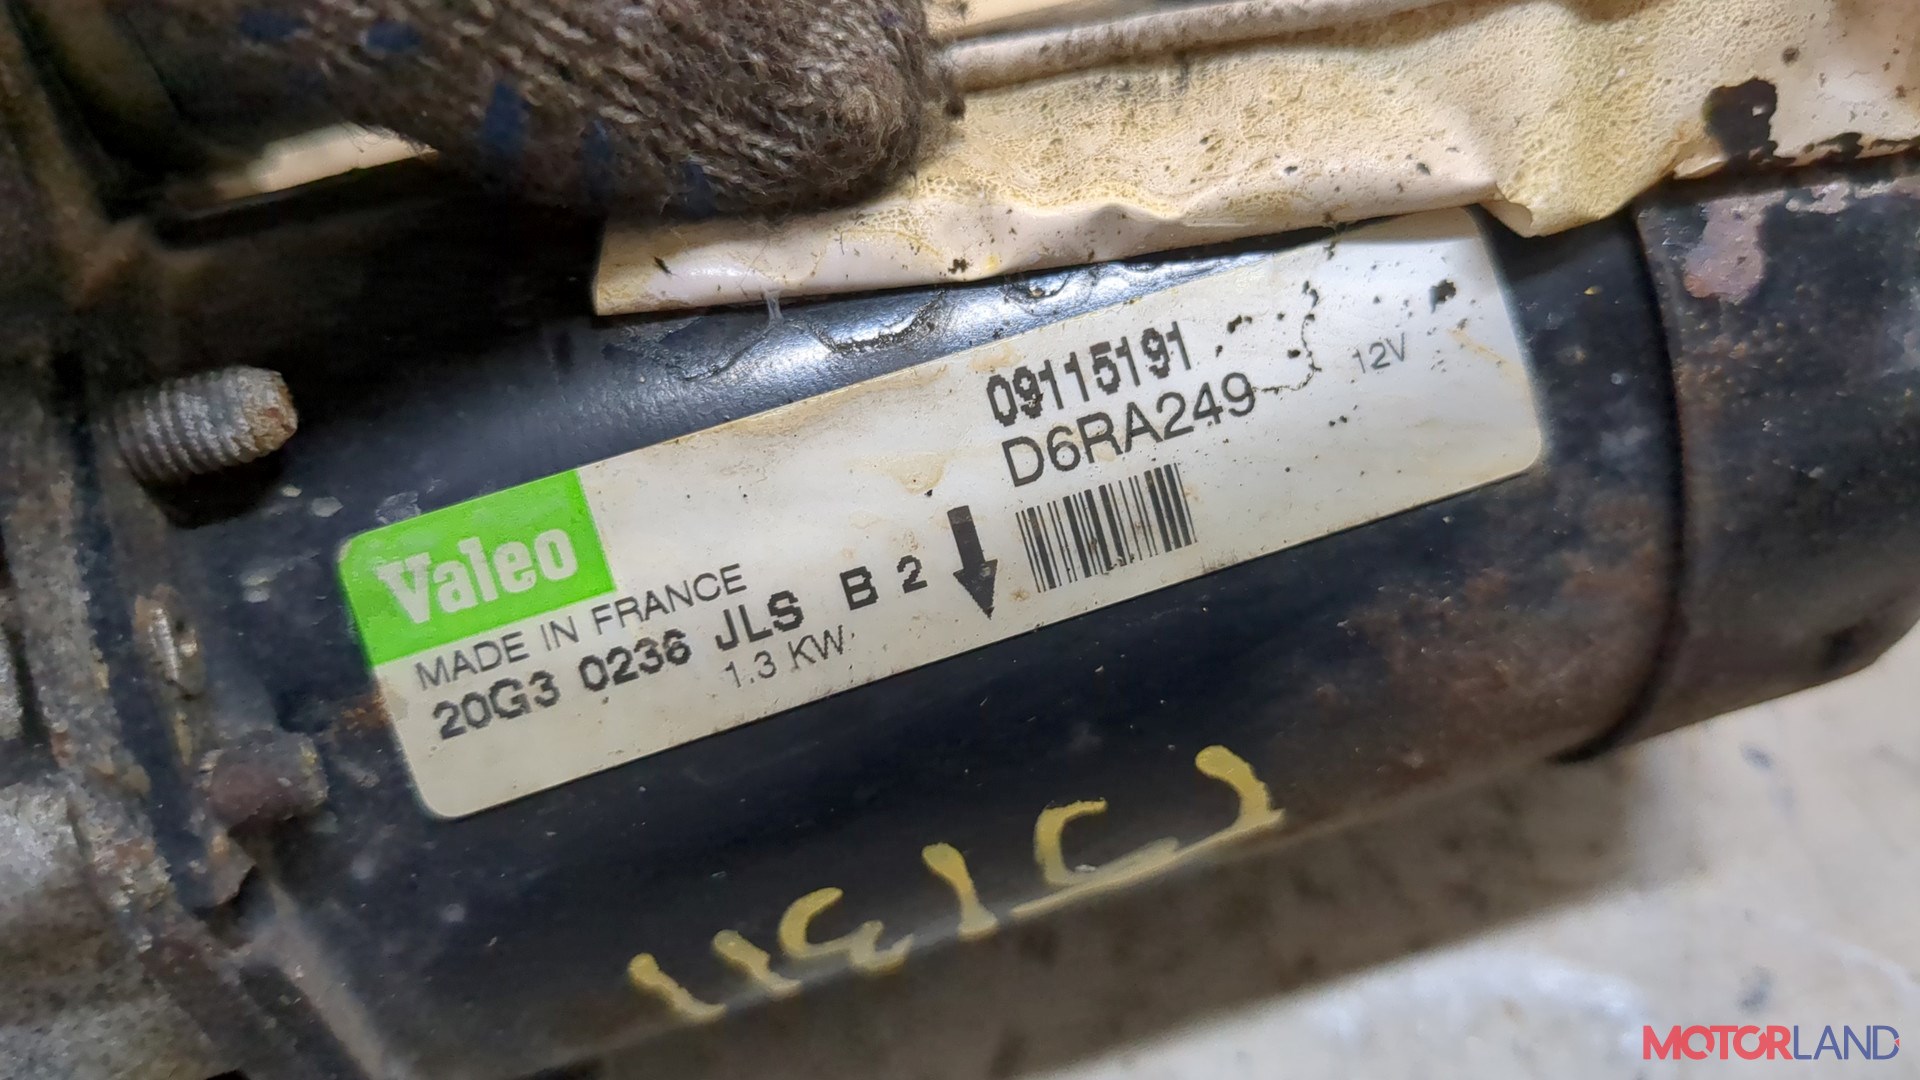 09115191
D6RA249
12V
Valeo
MADE IN FRANCE
20G3 0236 JLS B 2
1.3 KW
MOTORLAND